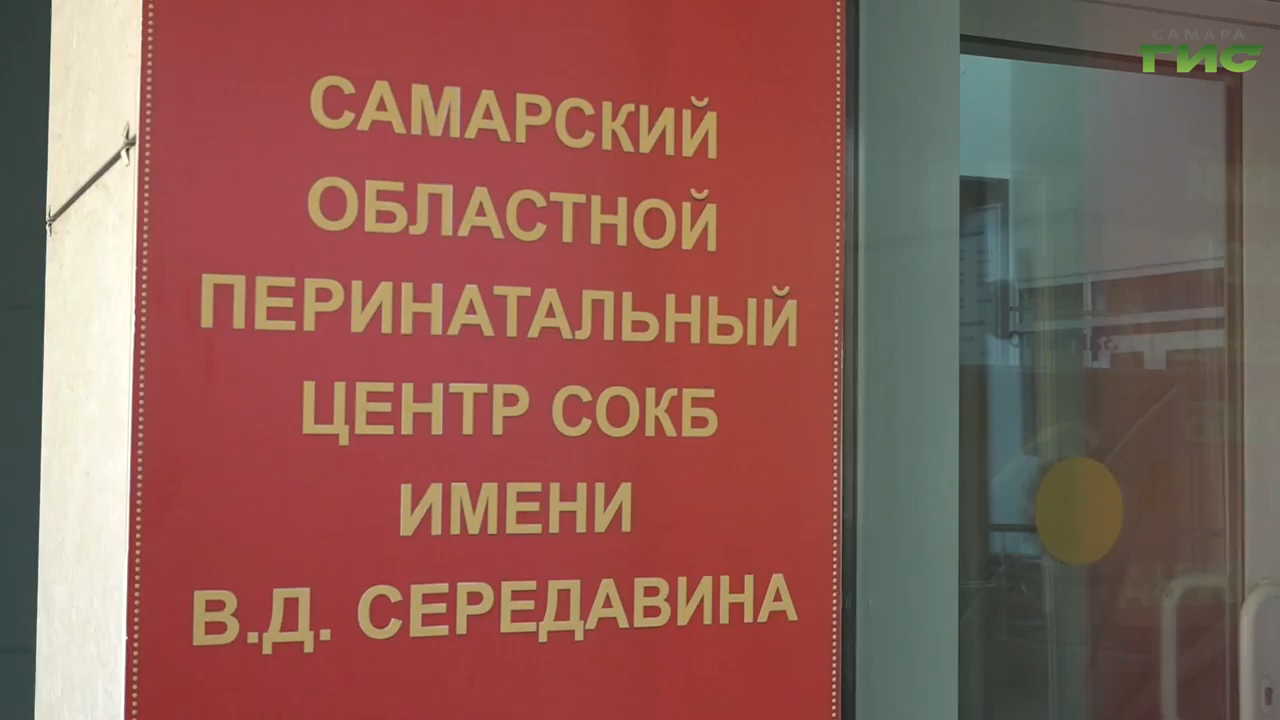 САМАРА
ГИС
САМАРСКИЙ
ОБЛАСТНОЙ
ПЕРИНАТАЛЬНЫЙ
ЦЕНТР СОКБ
ИМЕНИ
В.Д. СЕРЕДАВИНА